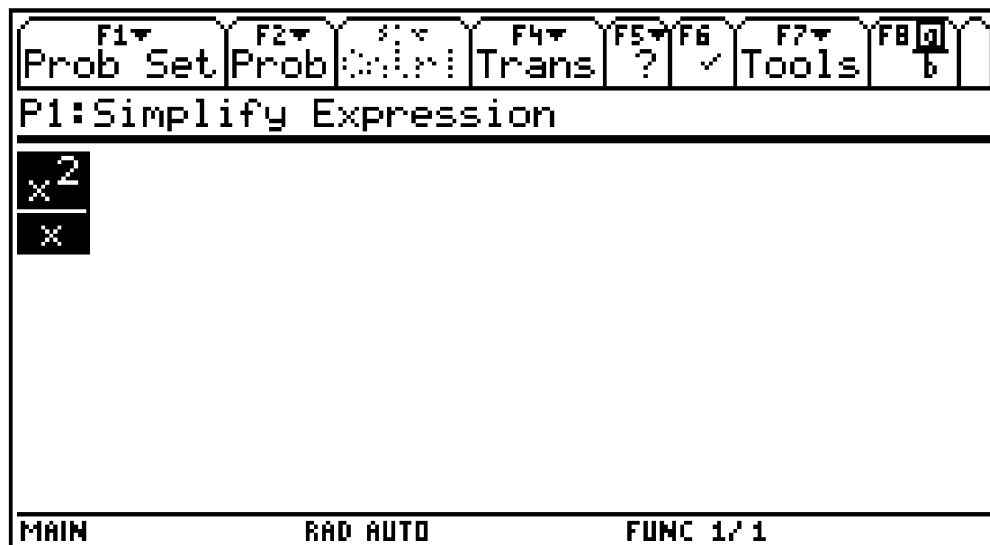 F1 F2 F3 F4 F5 F6 F7 F8 a
Prob Set Prob Trans ? ✓ Tools b
P1:Simplify Expression
x²
x
MAIN RAD AUTO FUNC 1/1